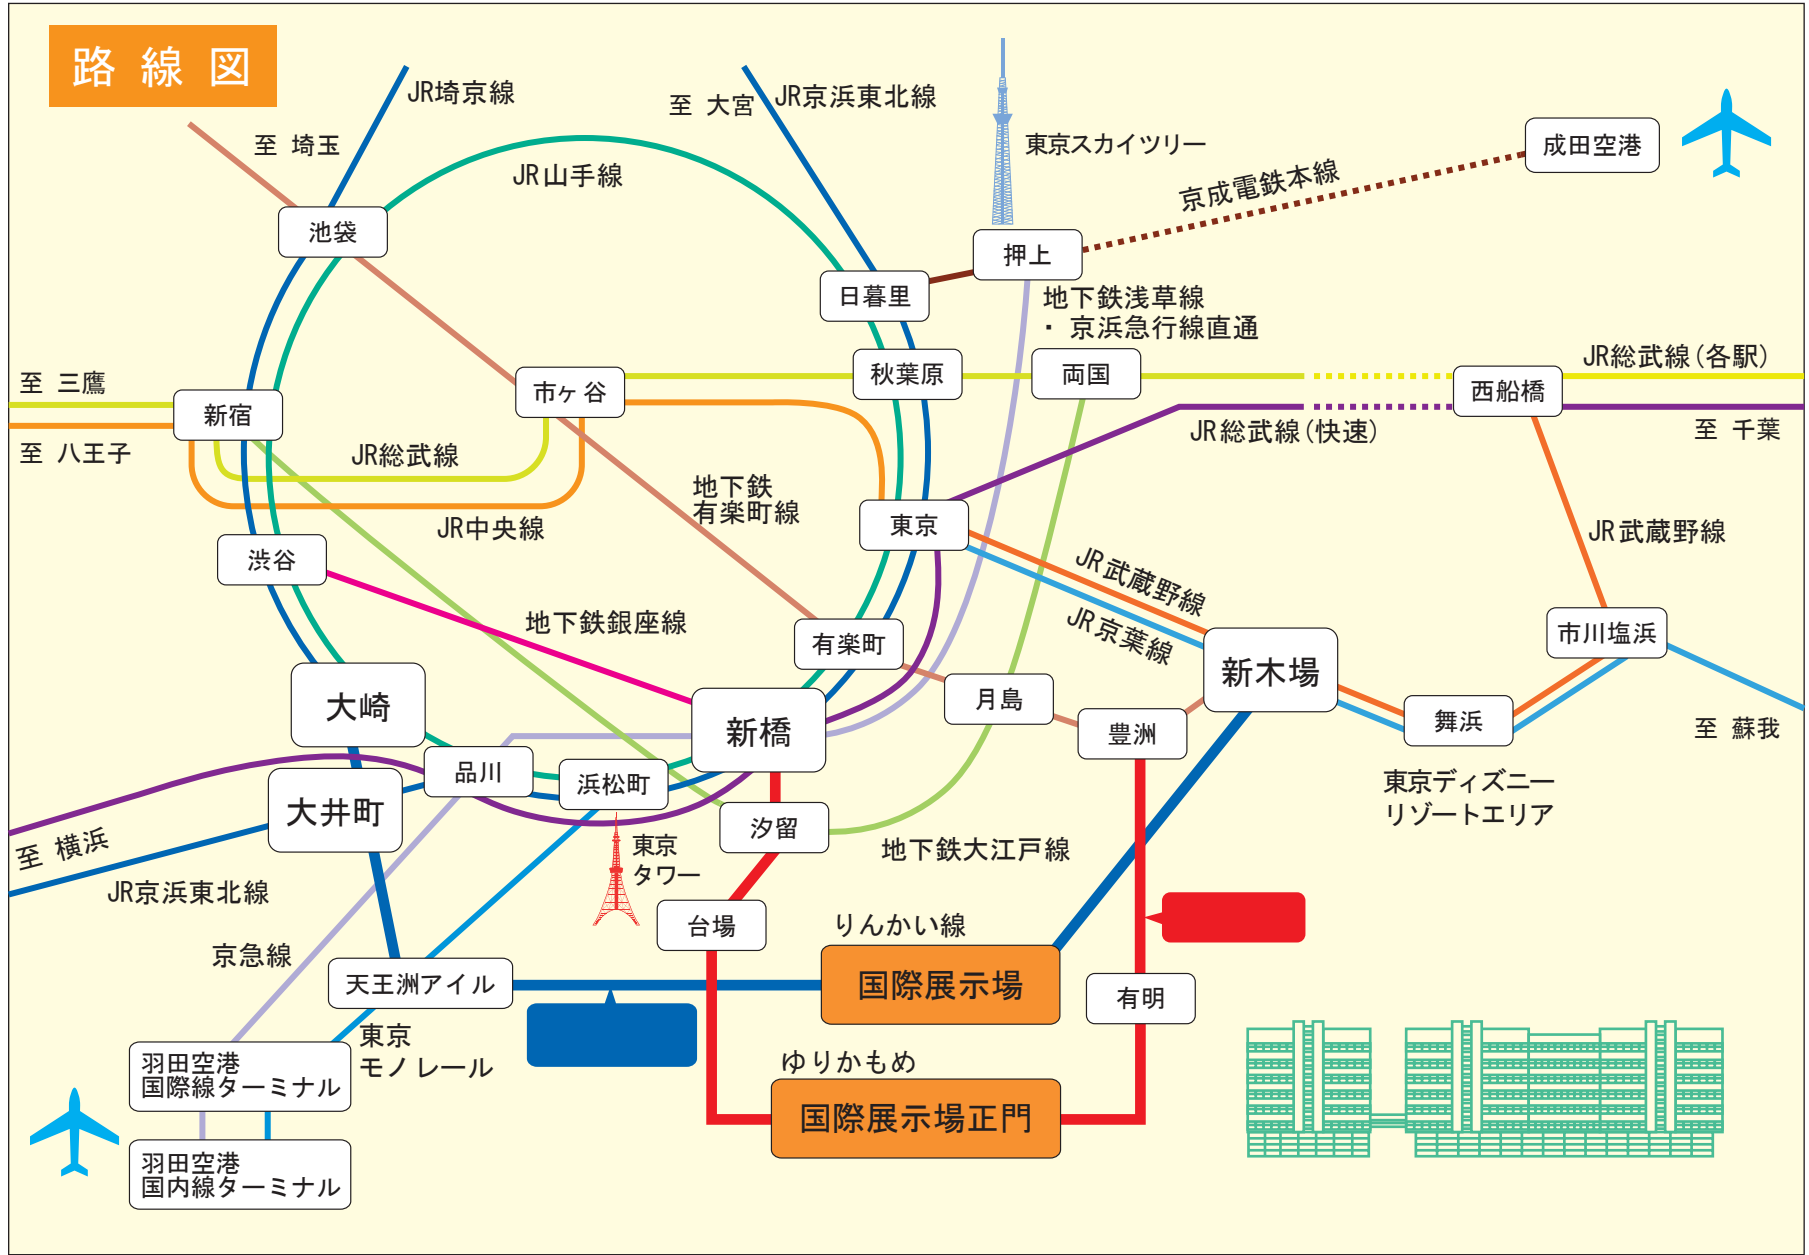 路線図
JR埼京線
至 大宮
JR京浜東北線
至 埼玉
JR山手線
東京スカイツリー
成田空港
京成電鉄本線
池袋
押上
日暮里
地下鉄浅草線
・ 京浜急行線直通
JR総武線(各駅)
至 三鷹
新宿
市ヶ谷
秋葉原
両国
西船橋
至 八王子
JR総武線
JR総武線(快速)
至 千葉
地下鉄
有楽町線
JR中央線
東京
JR武蔵野線
渋谷
JR武蔵野線
地下鉄銀座線
JR京葉線
有楽町
市川塩浜
新木場
大崎
新橋
月島
豊洲
舞浜
至 蘇我
品川
浜松町
東京ディズニー
リゾートエリア
大井町
汐留
至 横浜
東京
タワー
地下鉄大江戸線
JR京浜東北線
台場
りんかい線
京急線
天王洲アイル
国際展示場
有明
東京
モノレール
羽田空港
国際線ターミナル
ゆりかもめ
国際展示場正門
羽田空港
国内線ターミナル